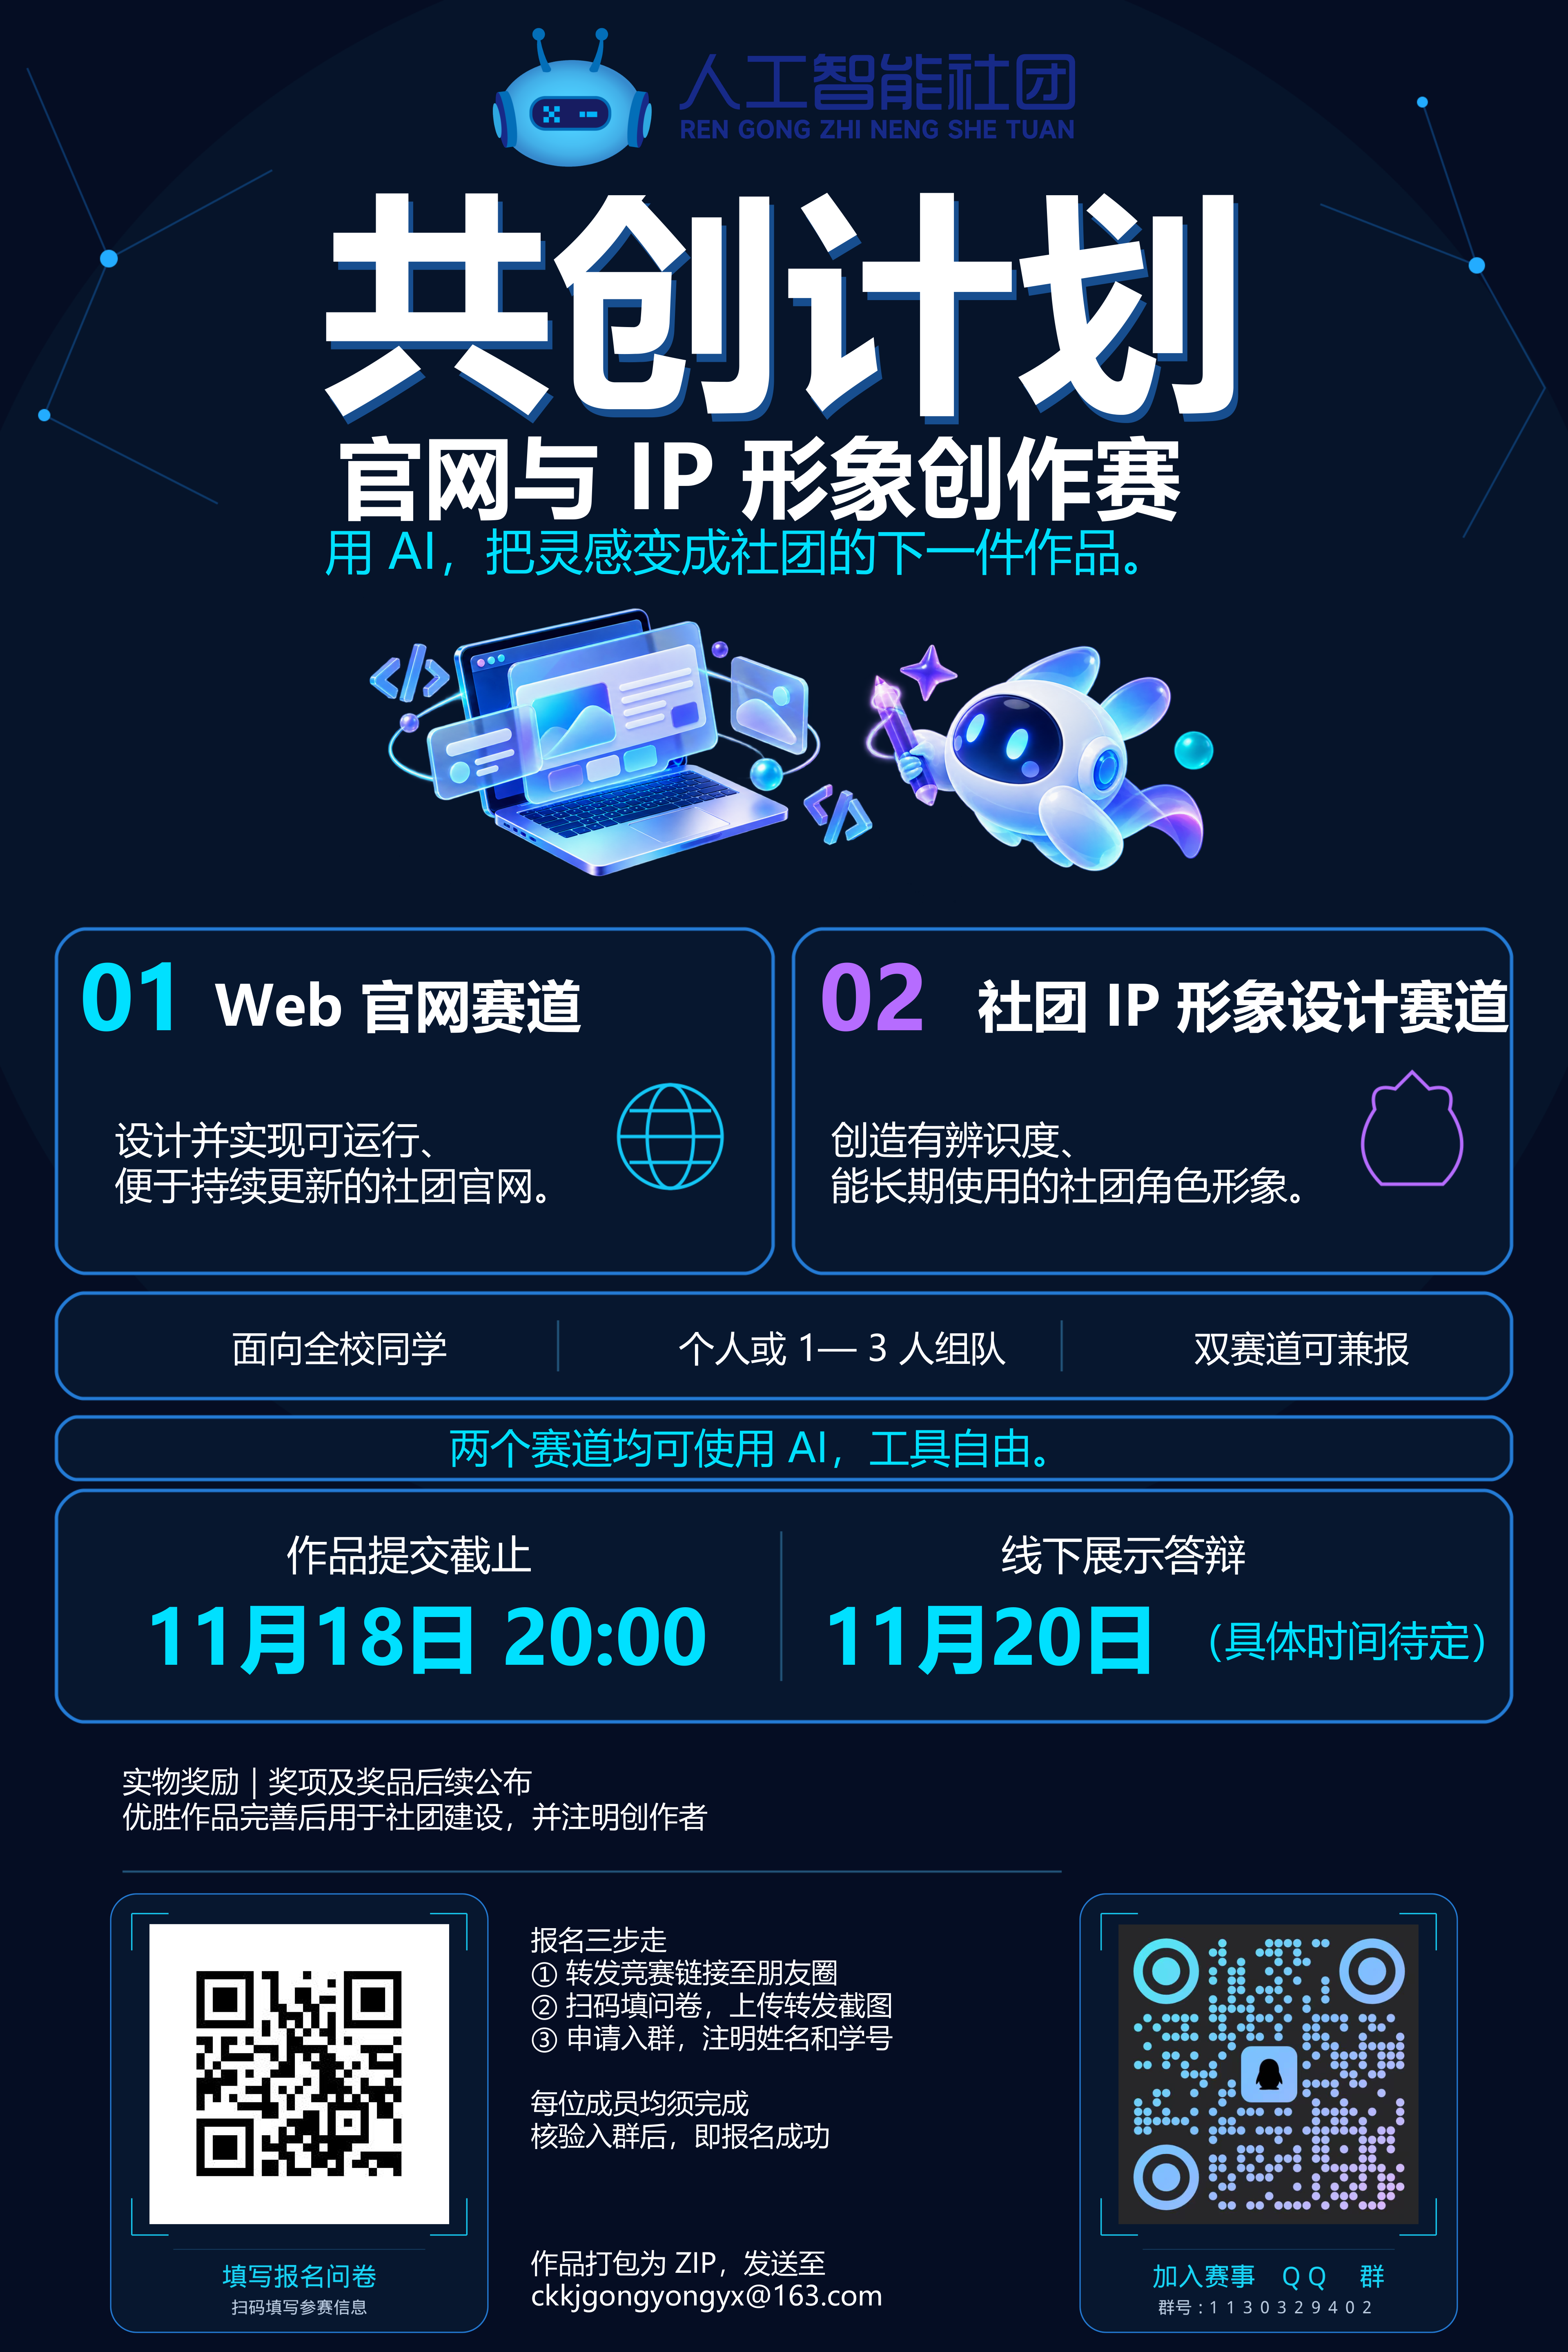 人工智能社团
REN GONG ZHI NENG SHE TUAN
共创计划
官网与 IP 形象创作赛
用 AI，把灵感变成社团的下一件作品。
01 Web 官网赛道
设计并实现可运行、
便于持续更新的社团官网。
02 社团 IP 形象设计赛道
创造有辨识度、
能长期使用的社团角色形象。
面向全校同学
个人或 1— 3 人组队
双赛道可兼报
两个赛道均可使用 AI，工具自由。
作品提交截止
11月18日 20:00
线下展示答辩
11月20日 （具体时间待定）
实物奖励｜奖项及奖品后续公布
优胜作品完善后用于社团建设，并注明创作者
填写报名问卷
扫码填写参赛信息
报名三步走
① 转发竞赛链接至朋友圈
② 扫码填问卷，上传转发截图
③ 申请入群，注明姓名和学号
每位成员均须完成
核验入群后，即报名成功
作品打包为 ZIP，发送至
ckkjgongyongyx@163.com
加入赛事 QQ 群
群号:1130329402